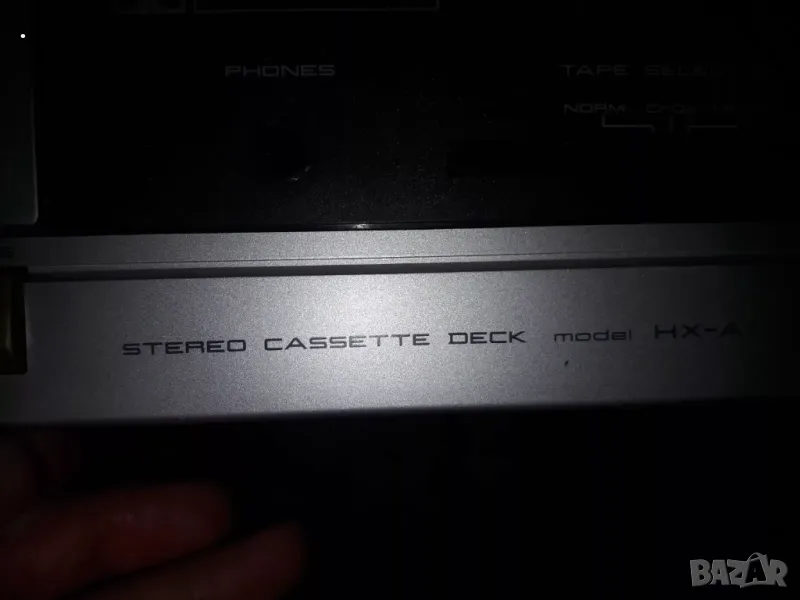 PHONES
TAPE
NORM
STEREO CASSETTE DECK model HX-A
BAZAR